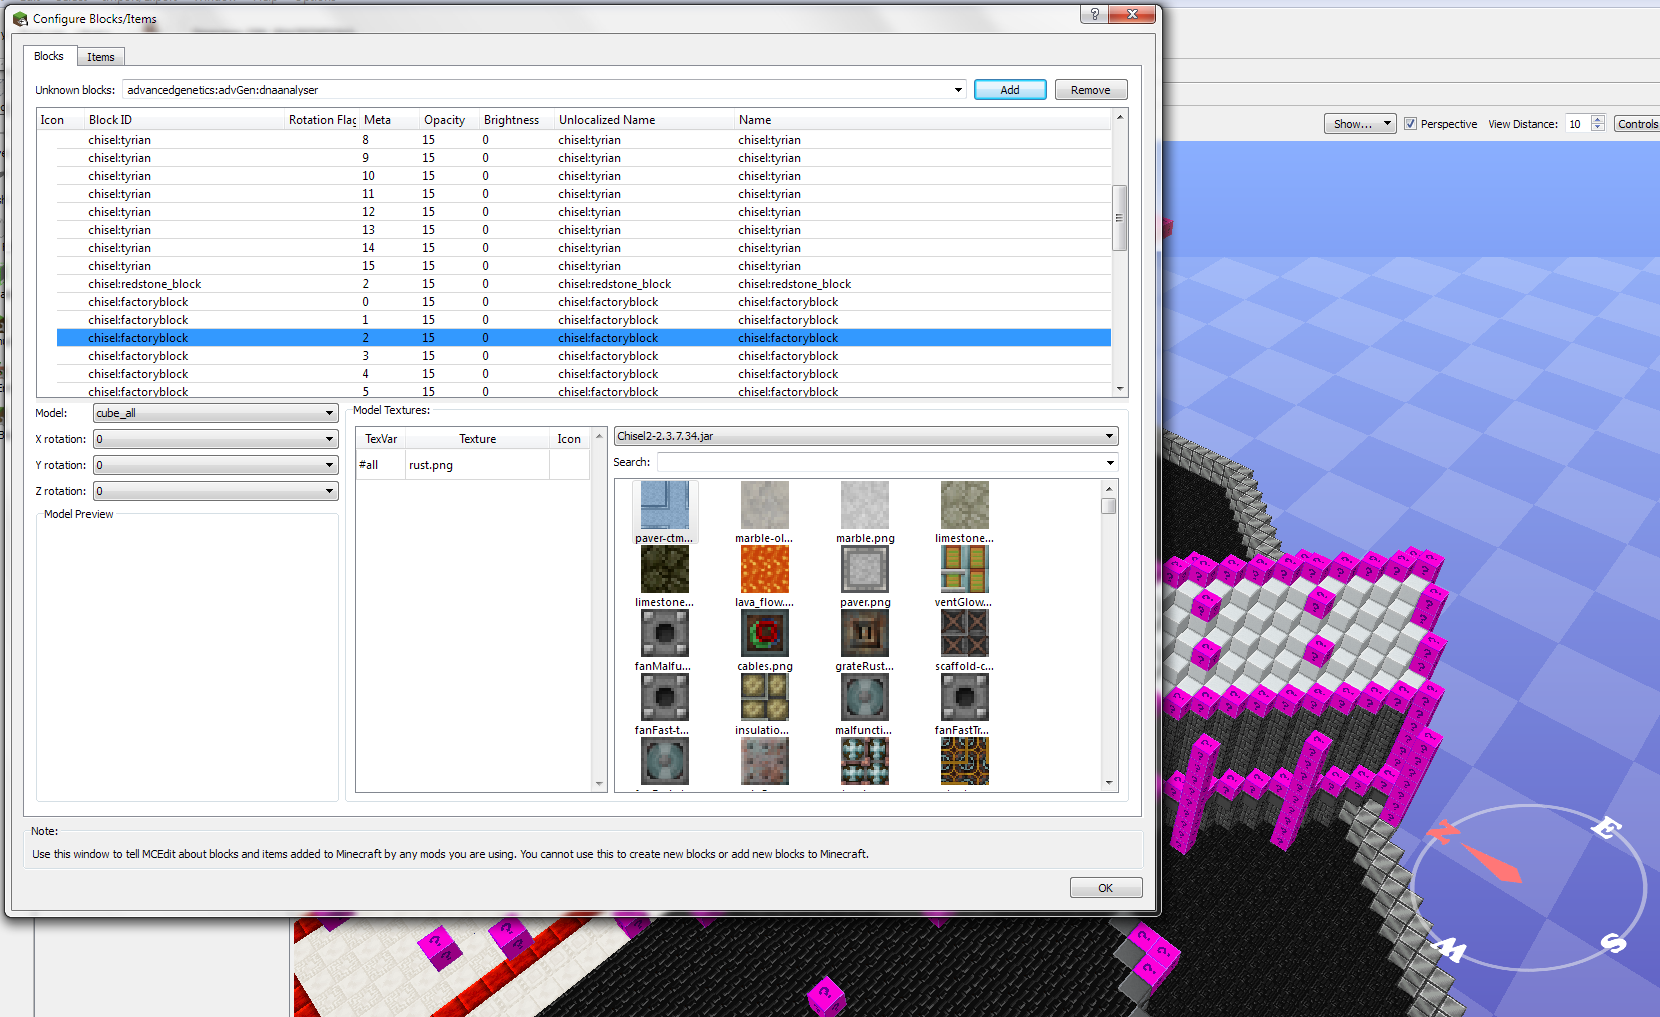 Configure Blocks/Items
?
Blocks
Items
Unknown blocks:
advancedgenetics:advGen:dnaanalyser
Add
Remove
Icon Block ID Rotation Flag Meta Opacity Brightness Unlocalized Name Name
chisel:tyrian 8 15 0 chisel:tyrian chisel:tyrian
chisel:tyrian 9 15 0 chisel:tyrian chisel:tyrian
chisel:tyrian 10 15 0 chisel:tyrian chisel:tyrian
chisel:tyrian 11 15 0 chisel:tyrian chisel:tyrian
chisel:tyrian 12 15 0 chisel:tyrian chisel:tyrian
chisel:tyrian 13 15 0 chisel:tyrian chisel:tyrian
chisel:tyrian 14 15 0 chisel:tyrian chisel:tyrian
chisel:tyrian 15 15 0 chisel:tyrian chisel:tyrian
chisel:redstone_block 2 15 0 chisel:redstone_block chisel:redstone_block
chisel:factoryblock 0 15 0 chisel:factoryblock chisel:factoryblock
chisel:factoryblock 1 15 0 chisel:factoryblock chisel:factoryblock
chisel:factoryblock 2 15 0 chisel:factoryblock chisel:factoryblock
chisel:factoryblock 3 15 0 chisel:factoryblock chisel:factoryblock
chisel:factoryblock 4 15 0 chisel:factoryblock chisel:factoryblock
chisel:factoryblock 5 15 0 chisel:factoryblock chisel:factoryblock
Model: cube_all
X rotation: 0
Y rotation: 0
Z rotation: 0
Model Preview
Model Textures:
TexVar Texture Icon
#all rust.png
Chisel2-2.3.7.34.jar
Search:
paver-ctm... marble-ol... marble.png limestone...
limestone... lava_flow.... paver.png ventGlow...
fanMalfu... cables.png grateRust... scaffold-c...
fanFast-t... insulatio... malfuncti... fanFastTr...
Note:
Use this window to tell MCEdit about blocks and items added to Minecraft by any mods you are using. You cannot use this to create new blocks or add new blocks to Minecraft.
OK
Show...
Perspective
View Distance: 10
Controls
N
E
S
W